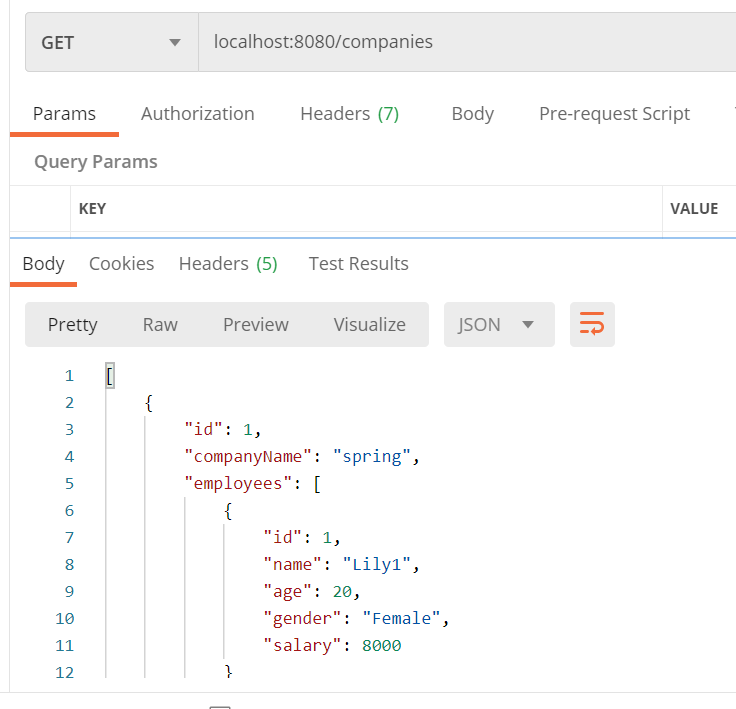 GET localhost:8080/companies
Params Authorization Headers (7) Body Pre-request Script
Query Params
KEY VALUE
Body Cookies Headers (5) Test Results
Pretty Raw Preview Visualize JSON
1 [
2 {
3 "id": 1,
4 "companyName": "spring",
5 "employees": [
6 {
7 "id": 1,
8 "name": "Lily1",
9 "age": 20,
10 "gender": "Female",
11 "salary": 8000
12 }